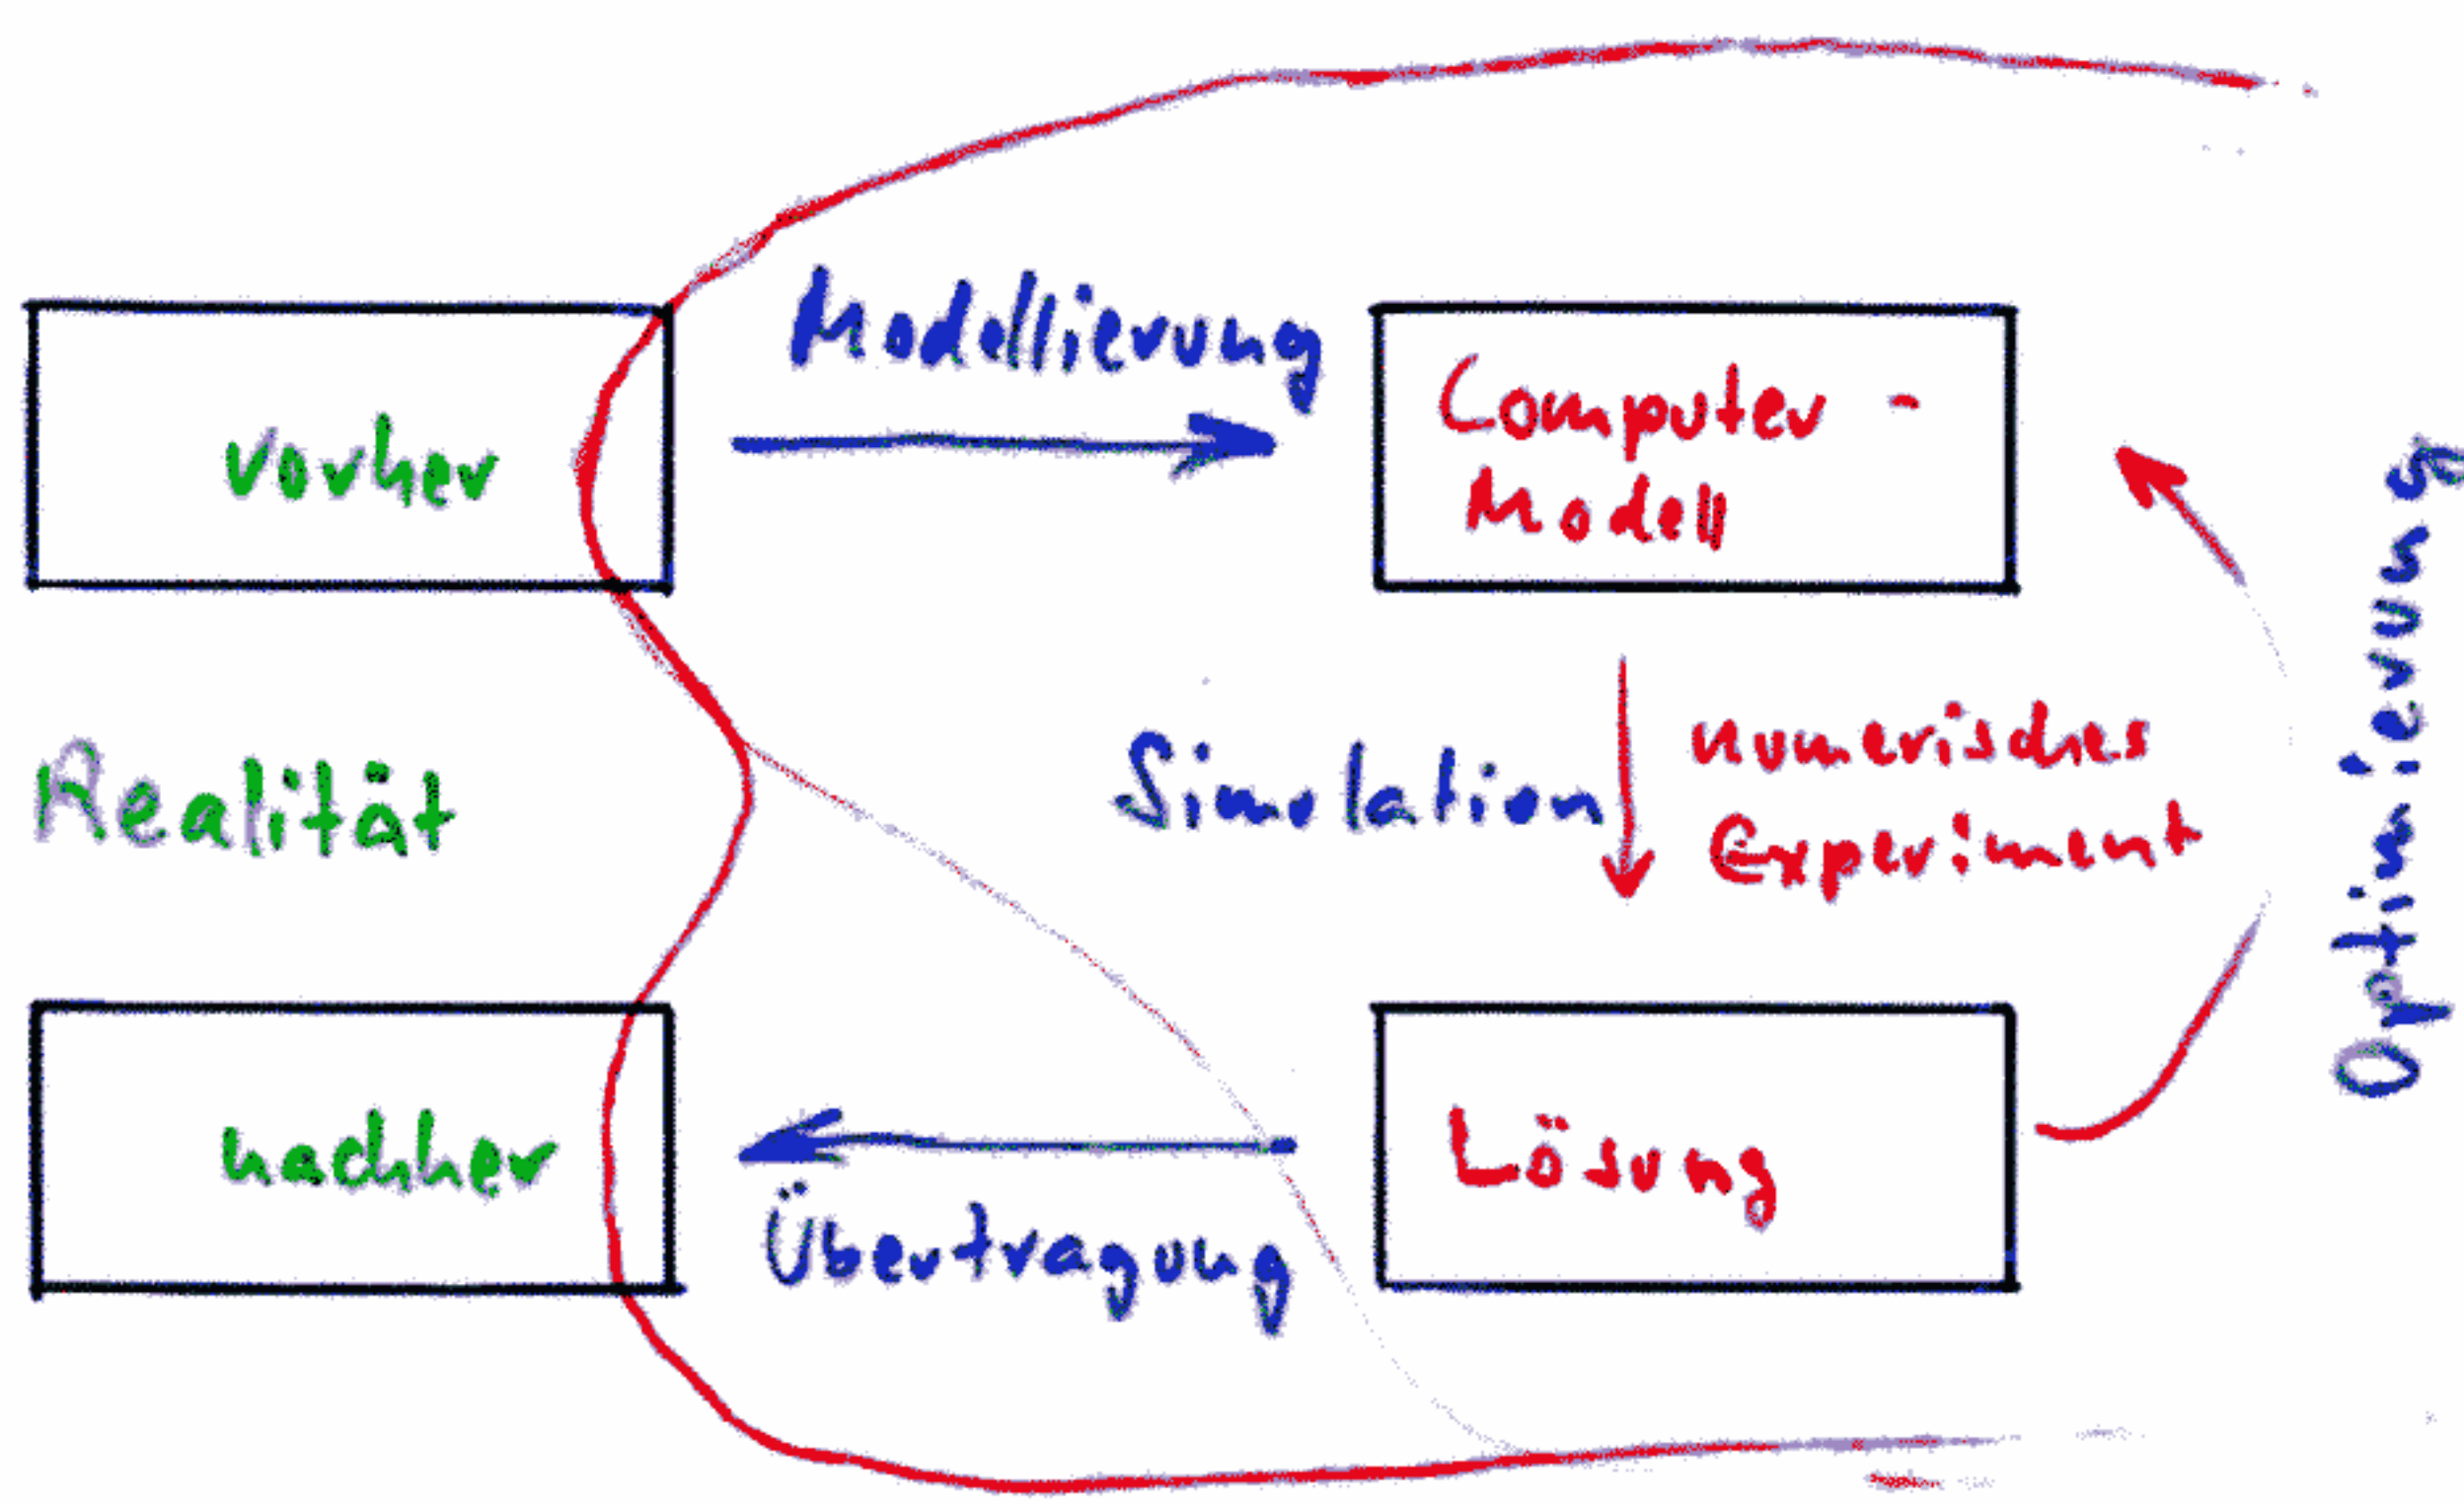 Modellierung
Computer -
Modell
vorher
Optimierung
Simulation
numerisches
Experiment
Realität
nachher
Lösung
Übertragung